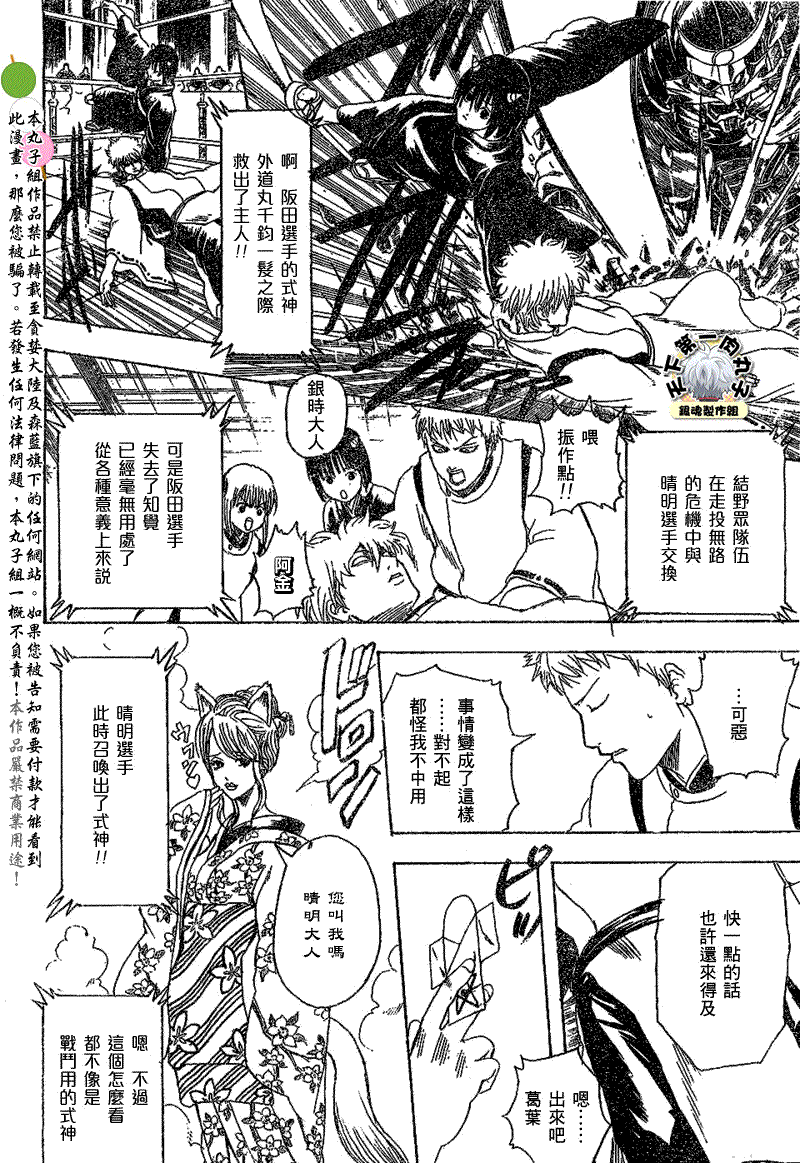 啊 阪田選手的式神
外道丸千鈞一髮之際
救出了主人!!
天下第一肉丸子
銀魂製作組
結野眾隊伍
在走投無路
的危機中與
晴明選手交換
喂
振作點!!
銀時大人
阿金
可是阪田選手
失去了知覺
已經毫無用處了
從各種意義上來說
…可惡
事情變成了這樣
……對不起
都怪我不中用
ドロン
晴明選手
此時召喚出了式神!!
快一點的話
也許還來得及
嗯……
出來吧
葛葉
ピッ
您叫我嗎
晴明大人
嗯 不過
這個怎麼看
都不像是
戰鬥用的式神
本丸子組作品禁止轉載至貪婪大陸及森藍旗下的任何網站。如果您被告知需要付款才能看到
此漫畫，那麼您被騙了。若發生任何法律問題，本丸子組一概不負責！本作品嚴禁商業用途！